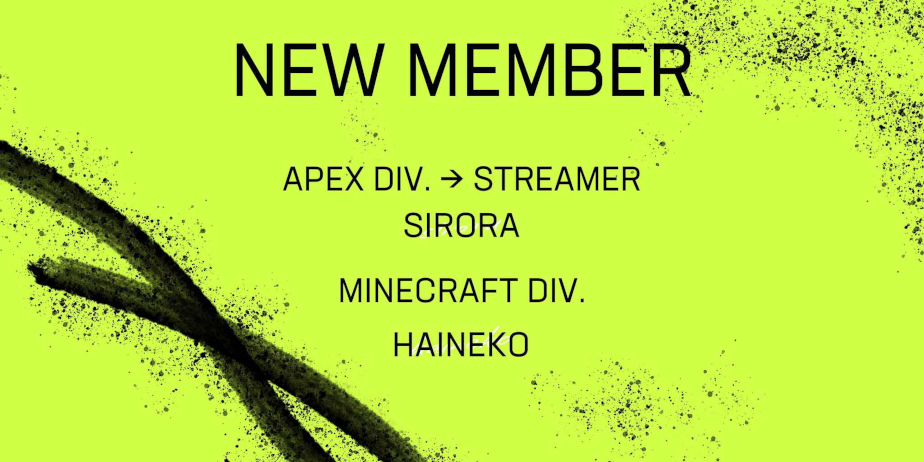 NEW MEMBER
APEX DIV. → STREAMER
SIRORA
MINECRAFT DIV.
HAINEKO